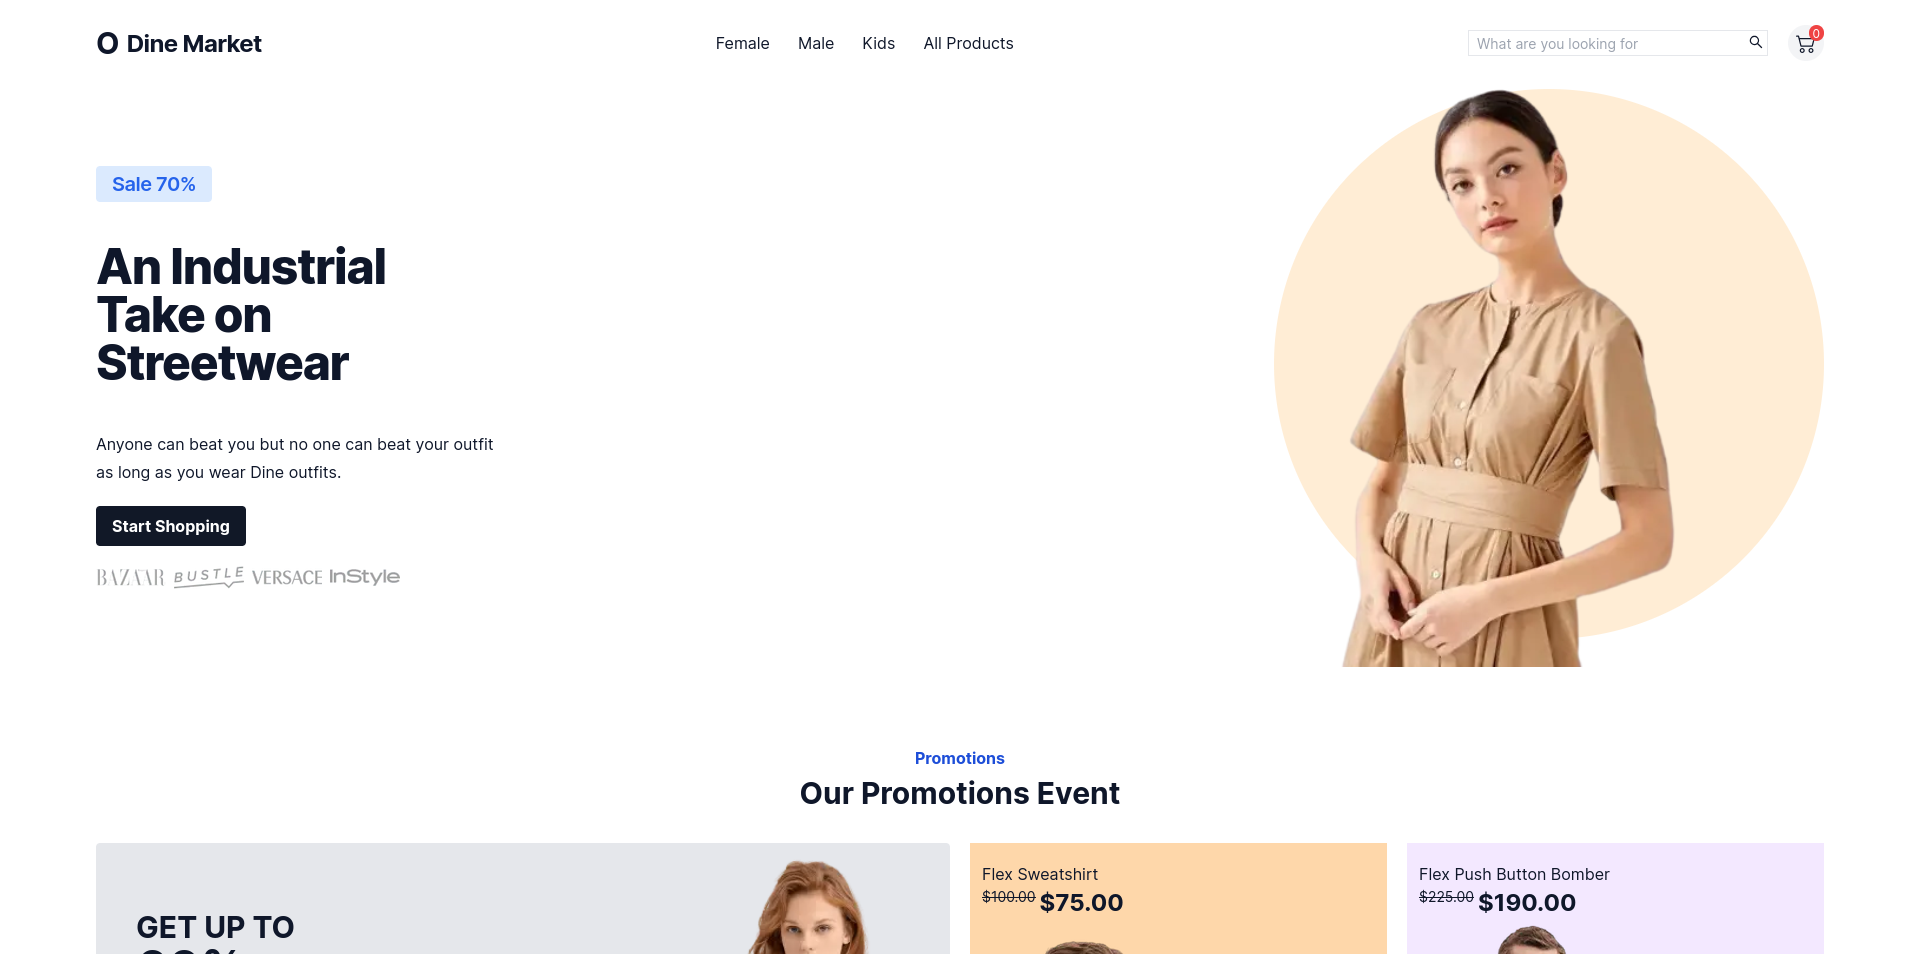 O Dine Market
Female
Male
Kids
All Products
What are you looking for
0
Sale 70%
An Industrial
Take on
Streetwear
Anyone can beat you but no one can beat your outfit
as long as you wear Dine outfits.
Start Shopping
BAZAAR
BUSTLE
VERSACE
InStyle
Promotions
Our Promotions Event
GET UP TO
Flex Sweatshirt
$100.00 $75.00
Flex Push Button Bomber
$225.00 $190.00